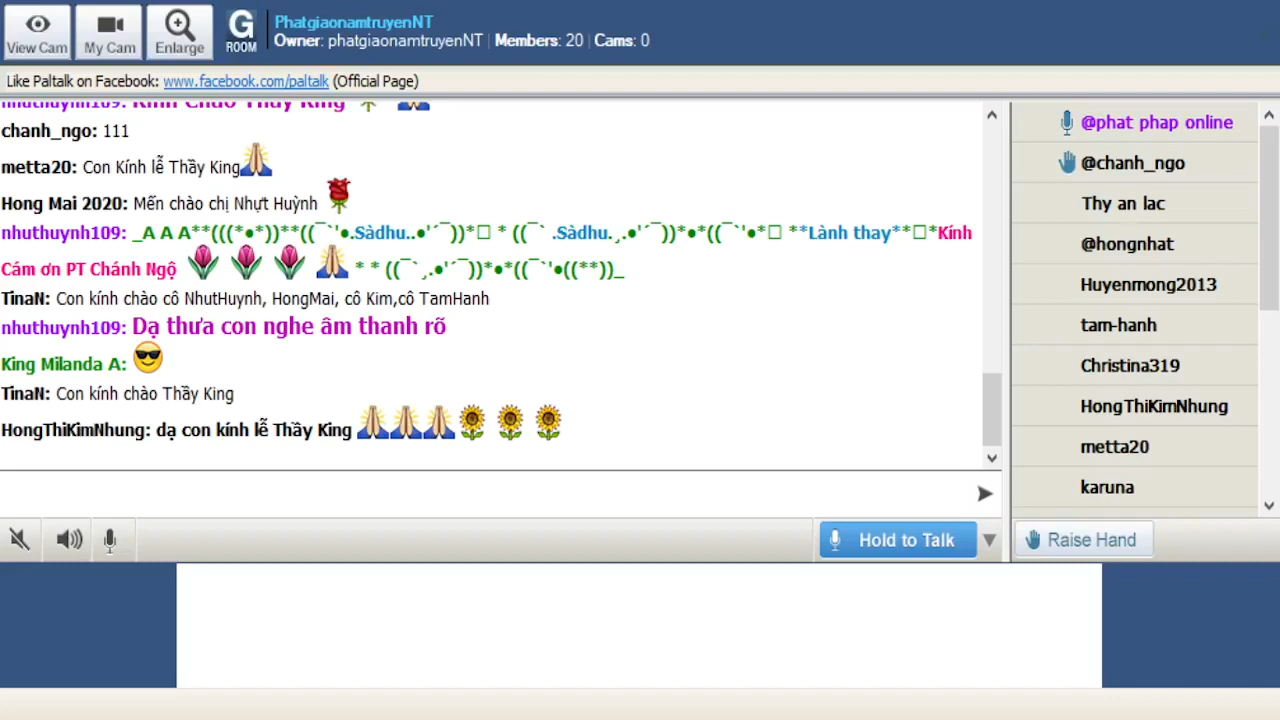 View Cam
My Cam
Enlarge
G ROOM
PhatgiaonamtruyenNT
Owner: phatgiaonamtruyenNT | Members: 20 | Cams: 0
Like Paltalk on Facebook: www.facebook.com/paltalk (Official Page)
nhuthuynh109: Kính Chào Thầy King
chanh_ngo: 111
metta20: Con Kính lễ Thầy King
Hong Mai 2020: Mến chào chị Nhựt Huỳnh
nhuthuynh109: _A A A**(((*•*))**((¯`'•.Sàdhu..•'´¯))*□ * ((¯` .Sàdhu.¸.•'´¯))*•*((¯`'•*□ **Lành thay**□*Kính
Cám ơn PT Chánh Ngộ * * ((¯`¸.•'´¯))*•*((¯`'•((**))_
TinaN: Con kính chào cô NhutHuynh, HongMai, cô Kim,cô TamHanh
nhuthuynh109: Dạ thưa con nghe âm thanh rõ
King Milanda A:
TinaN: Con kính chào Thầy King
HongThiKimNhung: dạ con kính lễ Thầy King
Hold to Talk
@phat phap online
@chanh_ngo
Thy an lac
@hongnhat
Huyenmong2013
tam-hanh
Christina319
HongThiKimNhung
metta20
karuna
Raise Hand